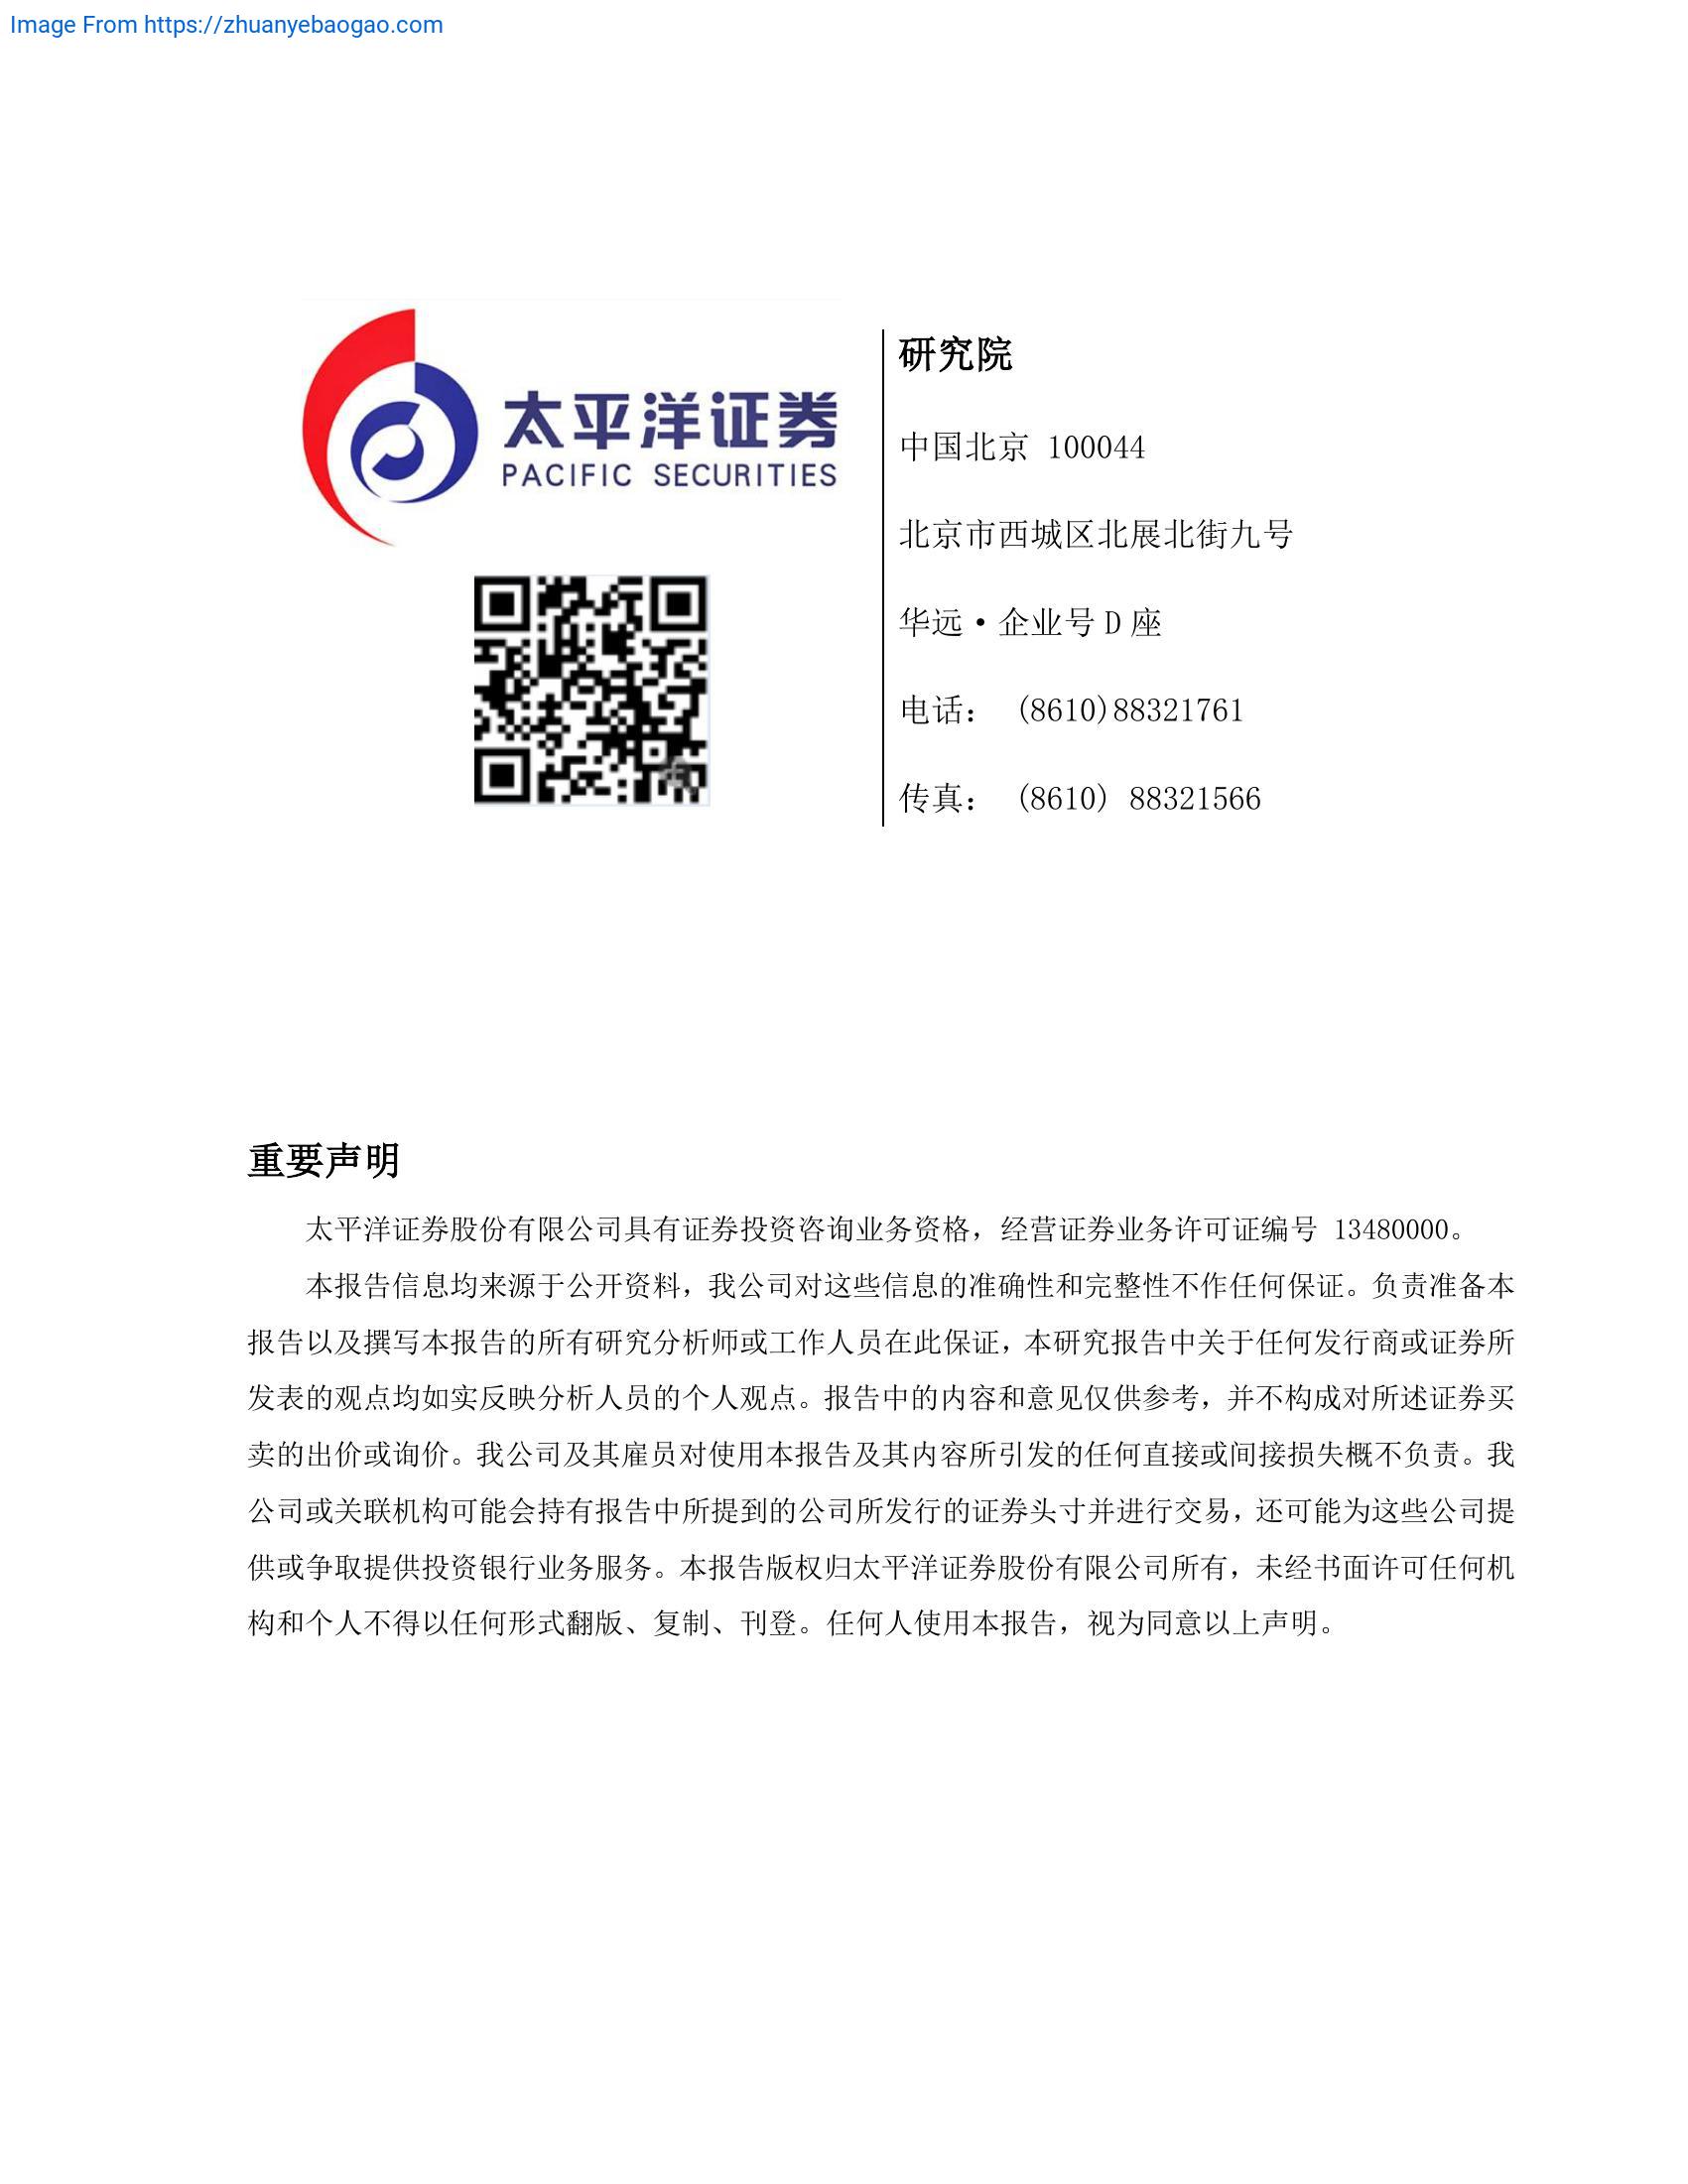 Image From https://zhuanyebaogao.com
太平洋证券
PACIFIC SECURITIES
研究院
中国北京 100044
北京市西城区北展北街九号
华远·企业号 D 座
电话： (8610)88321761
传真： (8610) 88321566
重要声明
太平洋证券股份有限公司具有证券投资咨询业务资格，经营证券业务许可证编号 13480000。
本报告信息均来源于公开资料，我公司对这些信息的准确性和完整性不作任何保证。负责准备本
报告以及撰写本报告的所有研究分析师或工作人员在此保证，本研究报告中关于任何发行商或证券所
发表的观点均如实反映分析人员的个人观点。报告中的内容和意见仅供参考，并不构成对所述证券买
卖的出价或询价。我公司及其雇员对使用本报告及其内容所引发的任何直接或间接损失概不负责。我
公司或关联机构可能会持有报告中所提到的公司所发行的证券头寸并进行交易，还可能为这些公司提
供或争取提供投资银行业务服务。本报告版权归太平洋证券股份有限公司所有，未经书面许可任何机
构和个人不得以任何形式翻版、复制、刊登。任何人使用本报告，视为同意以上声明。